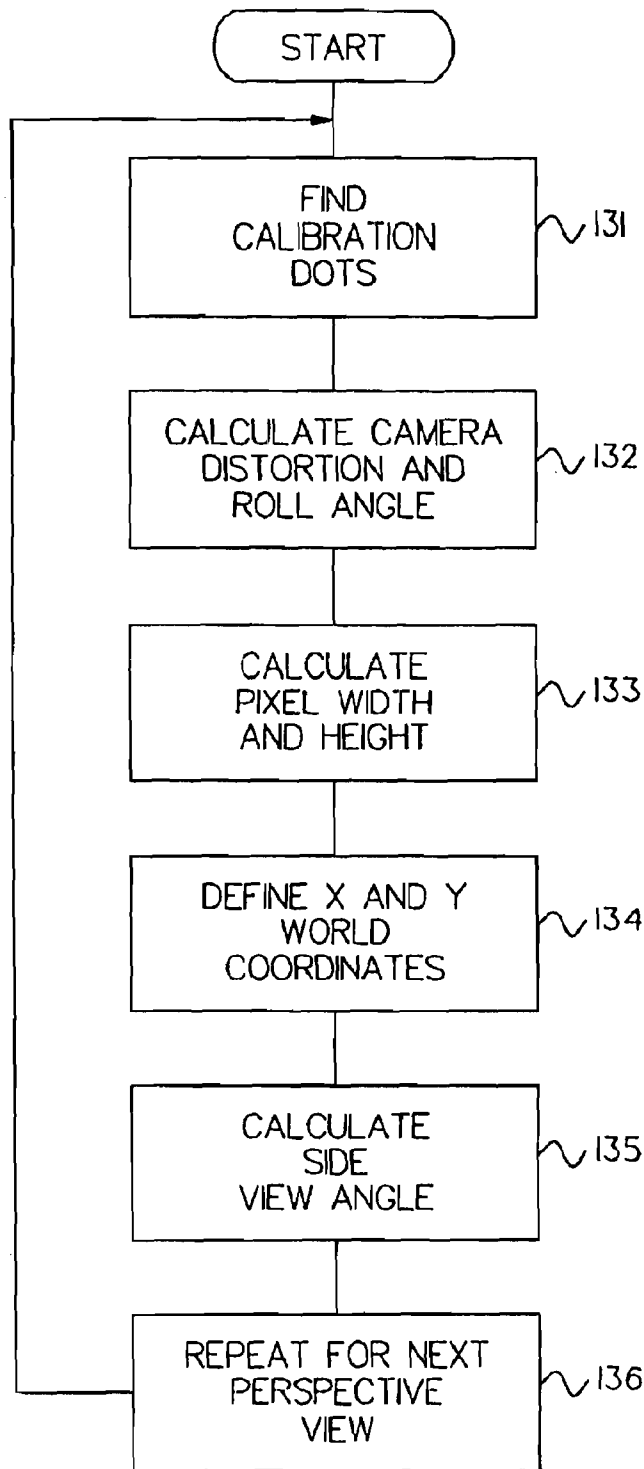 START
FIND
CALIBRATION
DOTS
131
CALCULATE CAMERA
DISTORTION AND
ROLL ANGLE
132
CALCULATE
PIXEL WIDTH
AND HEIGHT
133
DEFINE X AND Y
WORLD
COORDINATES
134
CALCULATE
SIDE
VIEW ANGLE
135
REPEAT FOR NEXT
PERSPECTIVE
VIEW
136